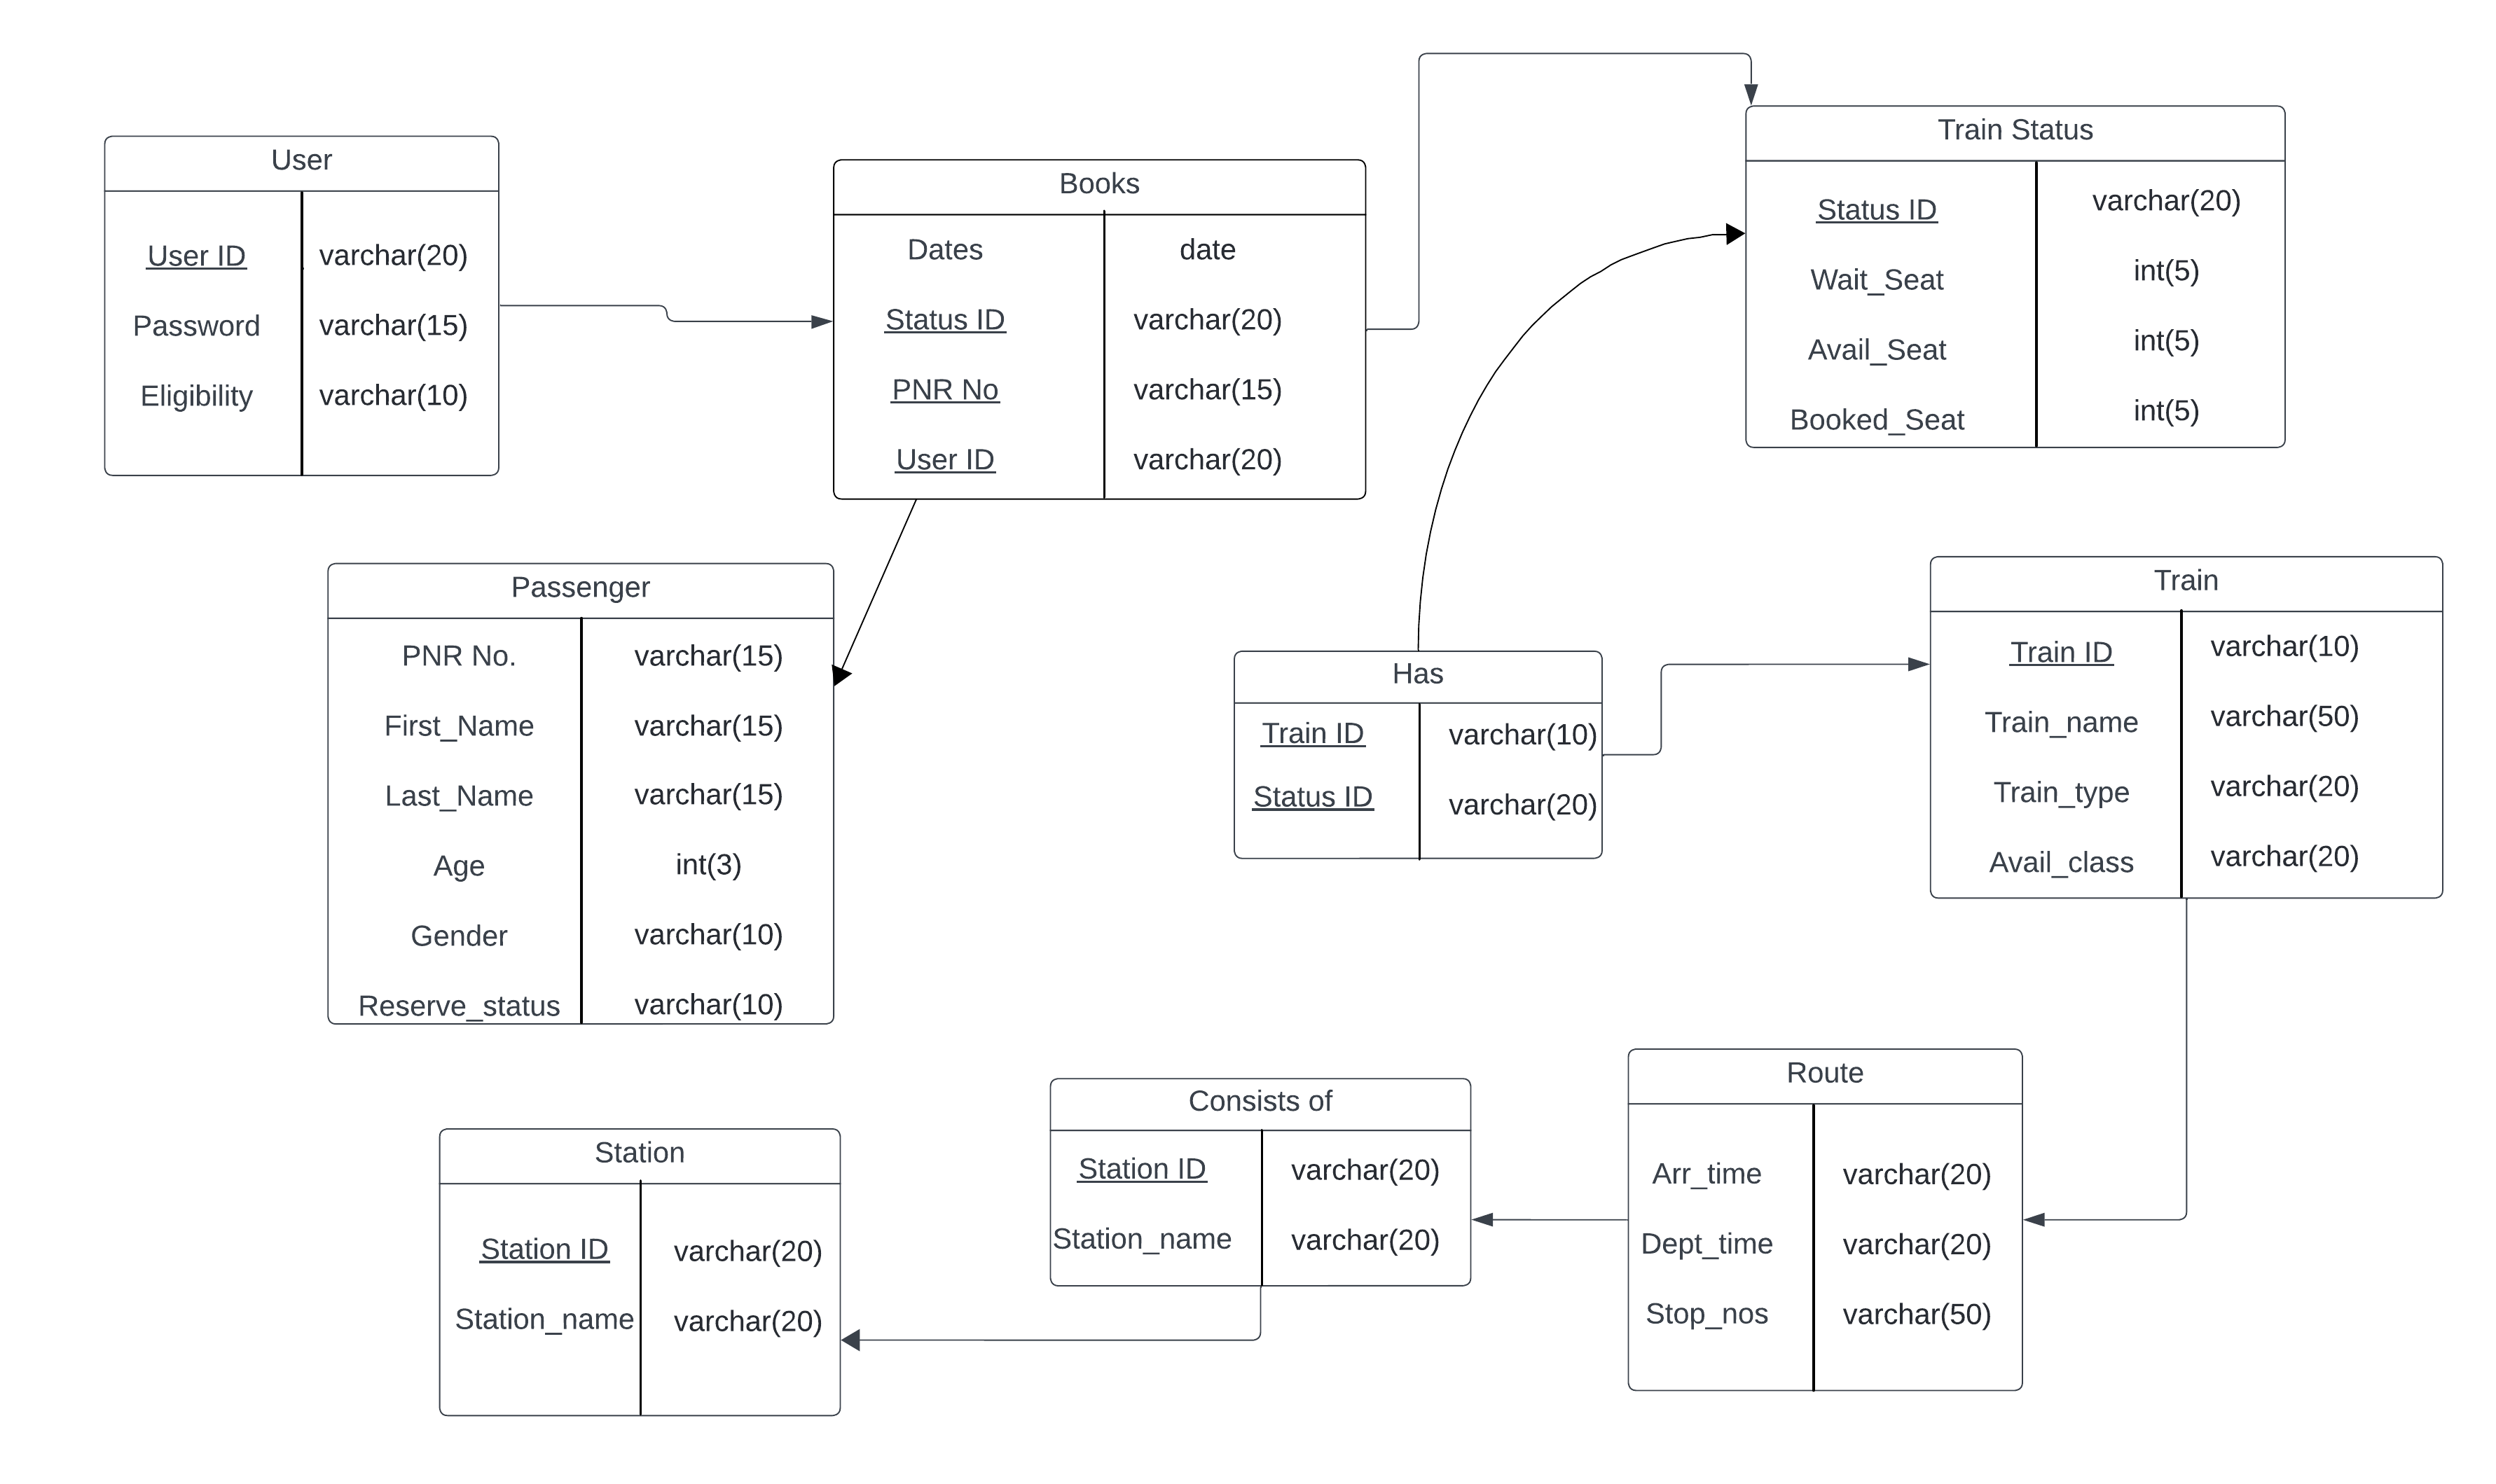 User
User ID varchar(20)
Password varchar(15)
Eligibility varchar(10)
Books
Dates date
Status ID varchar(20)
PNR No varchar(15)
User ID varchar(20)
Train Status
Status ID varchar(20)
Wait_Seat int(5)
Avail_Seat int(5)
Booked_Seat int(5)
Passenger
PNR No. varchar(15)
First_Name varchar(15)
Last_Name varchar(15)
Age int(3)
Gender varchar(10)
Reserve_status varchar(10)
Has
Train ID varchar(10)
Status ID varchar(20)
Train
Train ID varchar(10)
Train_name varchar(50)
Train_type varchar(20)
Avail_class varchar(20)
Station
Station ID varchar(20)
Station_name varchar(20)
Consists of
Station ID varchar(20)
Station_name varchar(20)
Route
Arr_time varchar(20)
Dept_time varchar(20)
Stop_nos varchar(50)